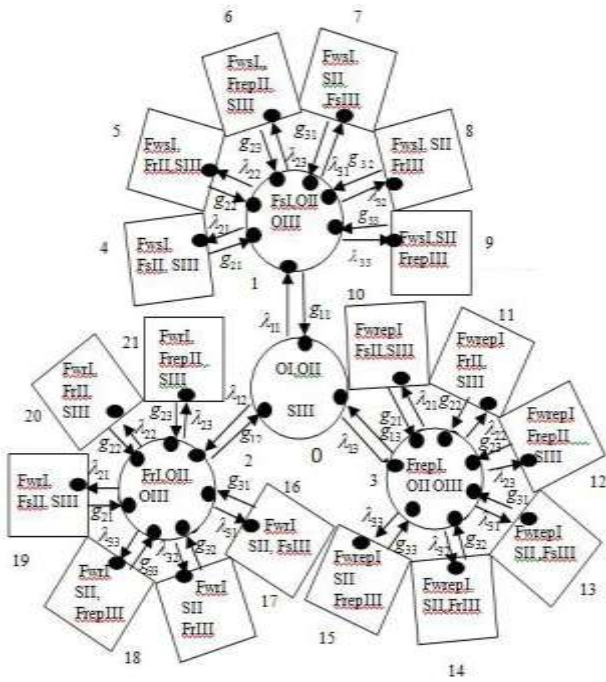 6
7
FwsI,
FrepII,
SIII
FwsI,
SII
,FsIII
5
8
FwsI,
FrII,SIII
g23
λ23
g31
λ31
g32
FwsI, SII
FrIII
λ22
g22
λ32
FsI,OII
OIII
4
FwsI,
FsII, SIII
λ21
g21
g33
λ33
FwsI,SII
FrepIII
9
1
λ11
g11
10
21
11
FwrI,
FrepII,
SIII
OI,OII
SIII
0
FwrepI
FsII,SIII
FwrepI
FrII,
SIII
20
FwrI,
FrII
SIII
g23
λ23
λ12
g12
λ13
g13
g21
λ21
g22
λ22
FwrepI
FrepII
SIII
g22
λ22
g23
λ23
12
2
3
19
FwrI,
FsII, SIII
λ21
g21
FrI,OII,
OIII
g31
λ31
16
FwrI
SII, FsIII
FrepI,
OII OIII
g31
λ31
FwrepI
SII ,FsIII
13
λ33
g33
λ32
g32
17
λ33
g33
λ32
g32
FwrI
SII,
FrepIII
18
FwrI
SII
FrIII
FwrepI
SII
FrepIII
15
FwrepI
SII,FrIII
14